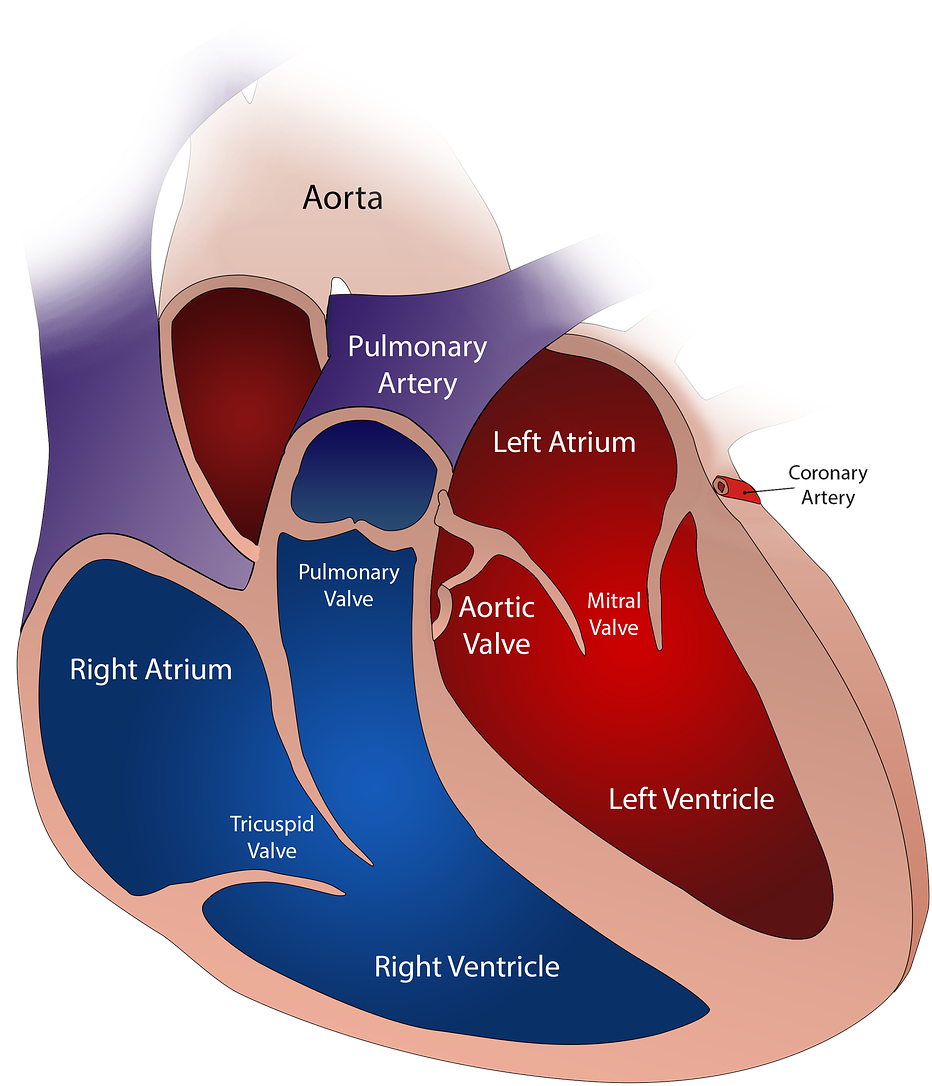 Aorta
Pulmonary
Artery
Left Atrium
Coronary
Artery
Pulmonary
Valve
Aortic
Valve
Mitral
Valve
Right Atrium
Left Ventricle
Tricuspid
Valve
Right Ventricle